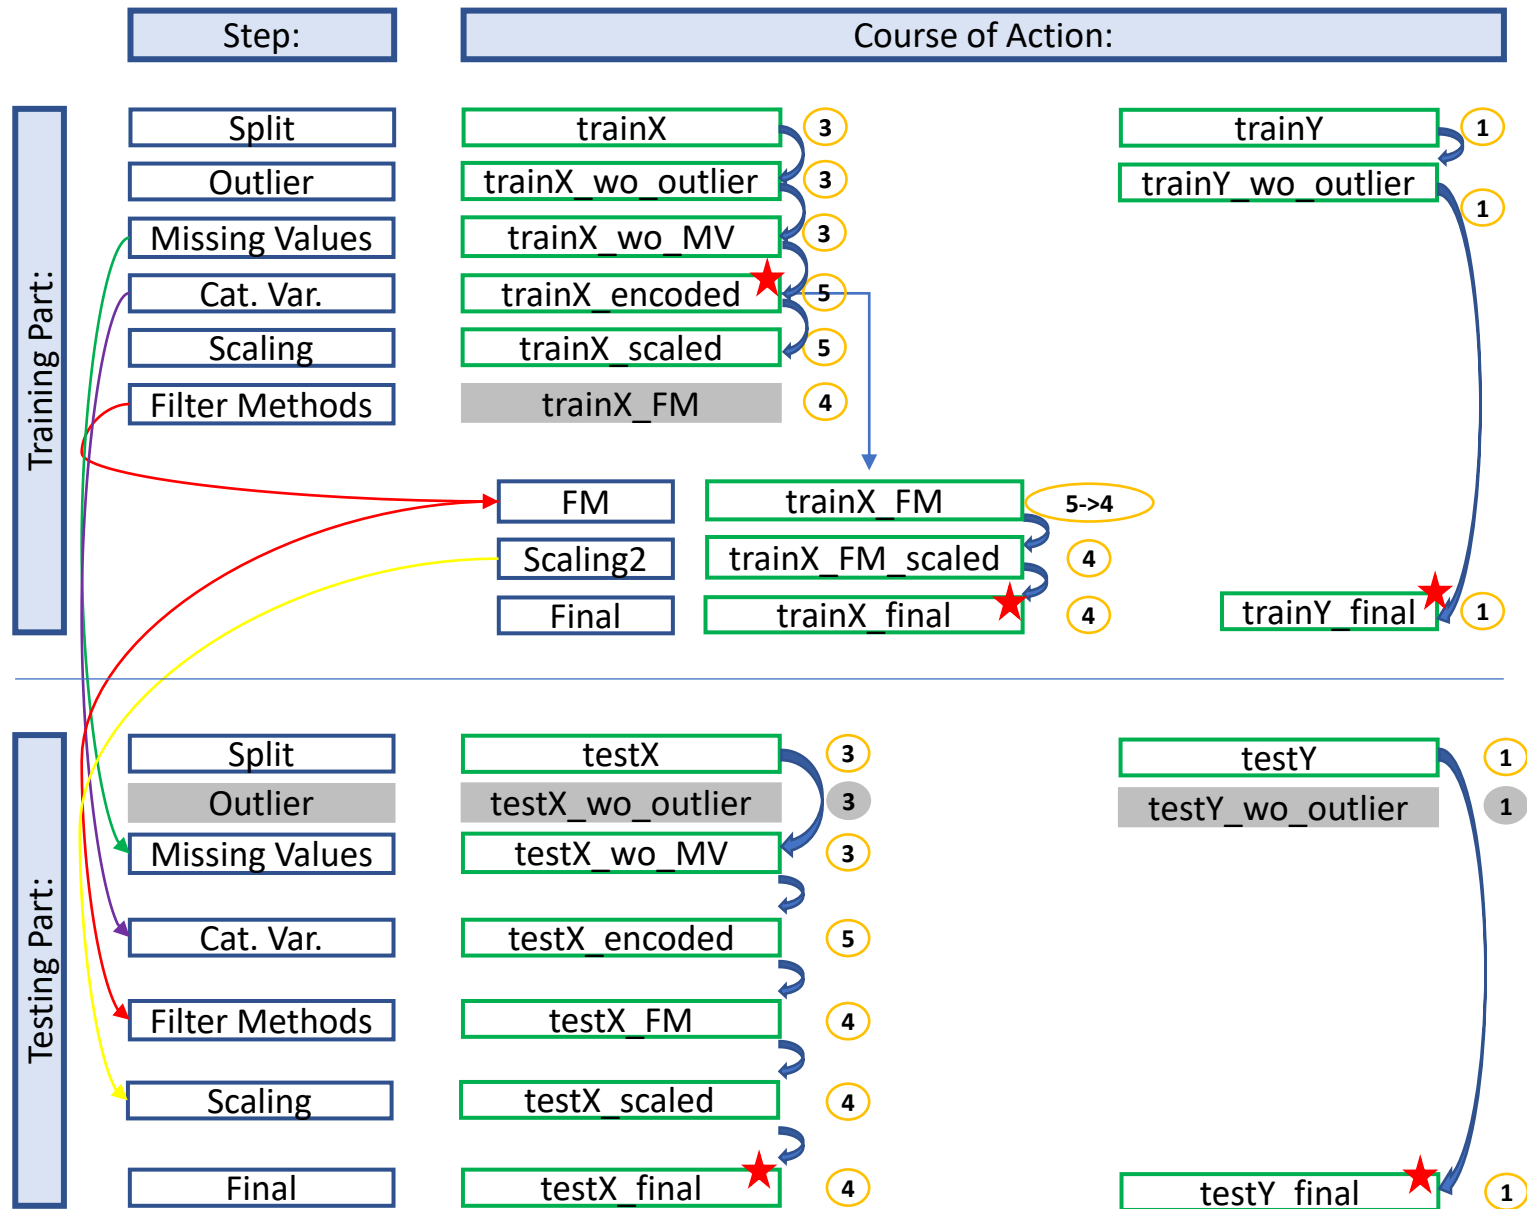 Step:
Course of Action:
Training Part:
Split
trainX
3
trainY
1
Outlier
trainX_wo_outlier
3
trainY_wo_outlier
1
Missing Values
trainX_wo_MV
3
Cat. Var.
trainX_encoded
5
Scaling
trainX_scaled
5
Filter Methods
trainX_FM
4
FM
trainX_FM
5->4
Scaling2
trainX_FM_scaled
4
Final
trainX_final
4
trainY_final
1
Testing Part:
Split
testX
3
testY
1
Outlier
testX_wo_outlier
3
testY_wo_outlier
1
Missing Values
testX_wo_MV
3
Cat. Var.
testX_encoded
5
Filter Methods
testX_FM
4
Scaling
testX_scaled
4
Final
testX_final
4
testY_final
1